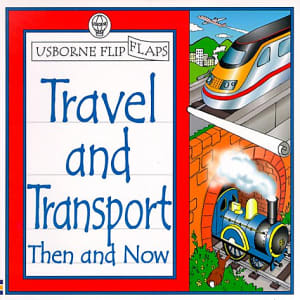 USBORNE FLIP FLAPS
Travel
and
Transport
Then and Now